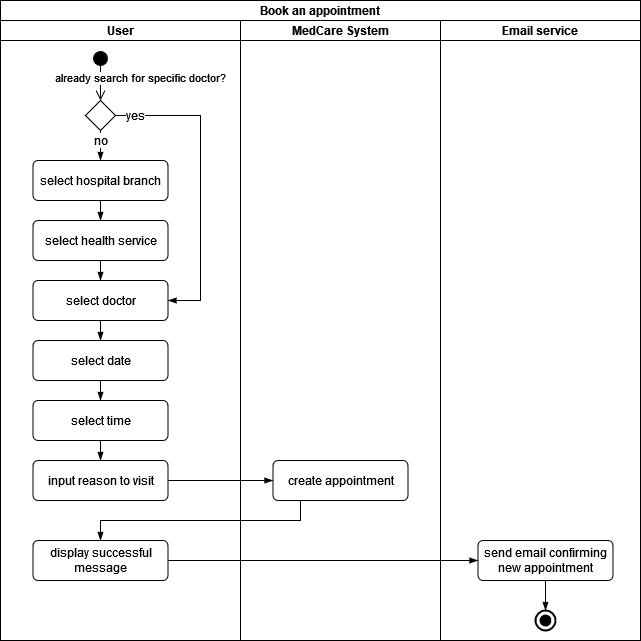 Book an appointment
User
MedCare System
Email service
already search for specific doctor?
yes
no
select hospital branch
select health service
select doctor
select date
select time
input reason to visit
create appointment
display successful
message
send email confirming
new appointment